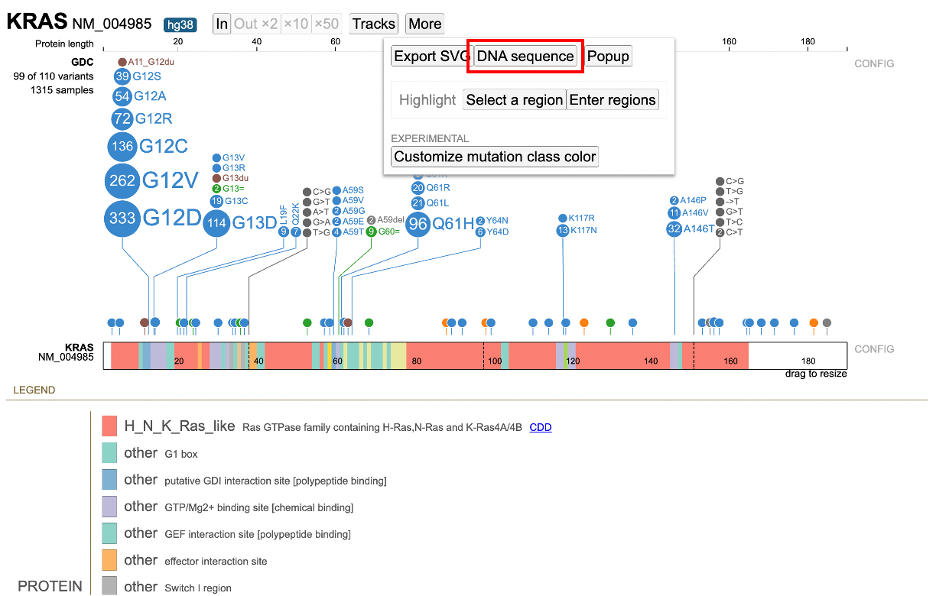 KRAS NM_004985 hg38 In Out ×2 ×10 ×50 Tracks More
Protein length 20 40 60 160 180
Export SVG DNA sequence Popup
Highlight Select a region Enter regions
EXPERIMENTAL
Customize mutation class color
GDC
99 of 110 variants
1315 samples
CONFIG
A11_G12du
39 G12S
54 G12A
72 G12R
136 G12C
262 G12V
333 G12D
G13V
G13R
G13du
2 G13=
19 G13C
114 G13D
9 L19F
7 Q22K
C>G
G>T
A>T
G>A
T>G
A59S
2 A59V
2 A59G
2 A59E
4 A59T
2 A59del
9 G60=
20 Q61R
21 Q61L
96 Q61H
2 Y64N
6 Y64D
K117R
13 K117N
2 A146P
11 A146V
32 A146T
C>G
T>G
->T
G>T
T>C
2 C>T
KRAS
NM_004985
20 40 60 80 100 120 140 160 180
CONFIG
drag to resize
LEGEND
H_N_K_Ras_like Ras GTPase family containing H-Ras,N-Ras and K-Ras4A/4B CDD
other G1 box
other putative GDI interaction site [polypeptide binding]
other GTP/Mg2+ binding site [chemical binding]
other GEF interaction site [polypeptide binding]
other effector interaction site
PROTEIN other Switch I region